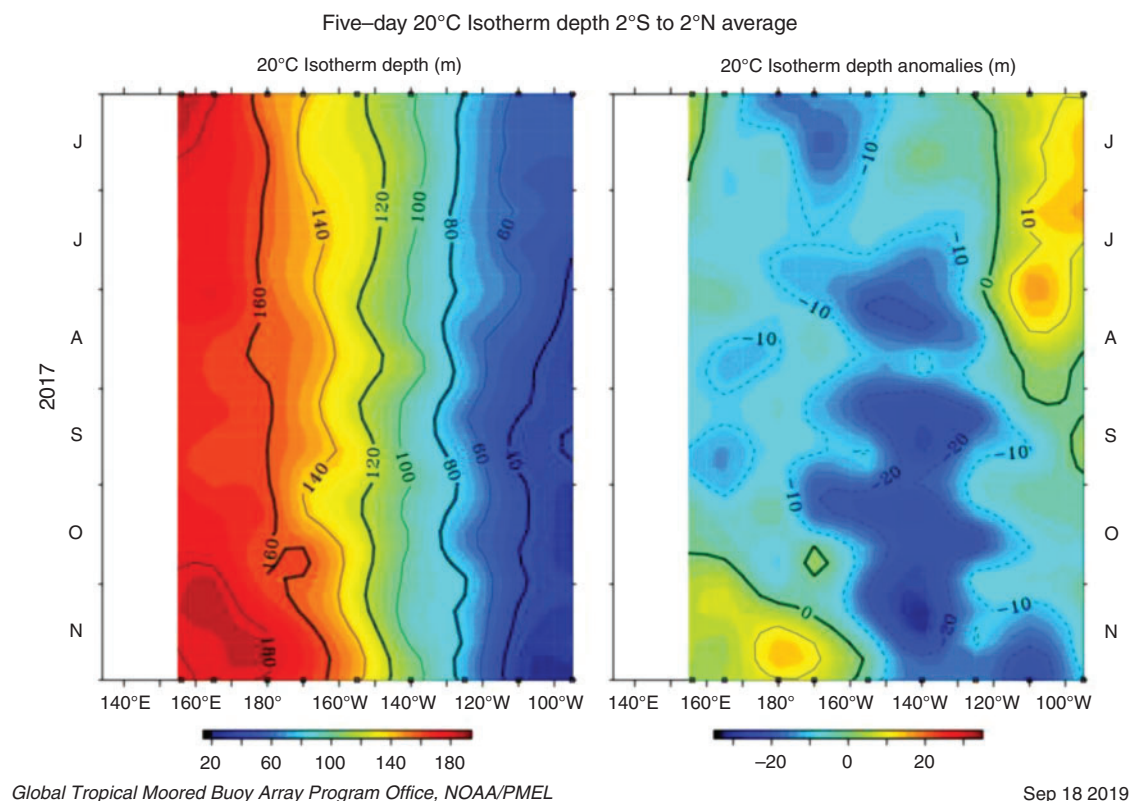 Five–day 20°C Isotherm depth 2°S to 2°N average
20°C Isotherm depth (m)
20°C Isotherm depth anomalies (m)
2017
J
J
A
S
O
N
160
140
120
100
80
60
160
140
120
100
80
60
40
180
-10
10
0
-10
-10
-10
-20
-20
-10
-10
0
-10
-20
J
J
A
S
O
N
140°E 160°E 180° 160°W 140°W 120°W 100°W
140°E 160°E 180° 160°W 140°W 120°W 100°W
20 60 100 140 180
–20 0 20
Global Tropical Moored Buoy Array Program Office, NOAA/PMEL
Sep 18 2019